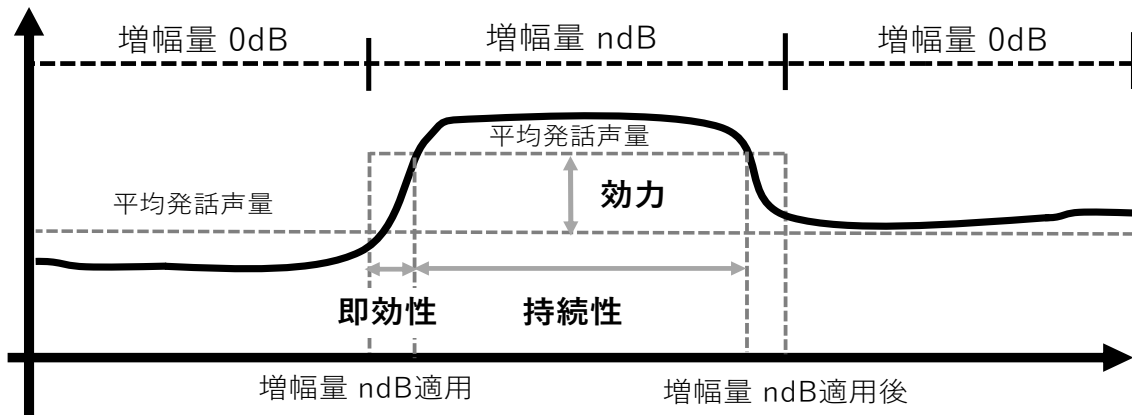 増幅量 0dB
増幅量 ndB
増幅量 0dB
平均発話声量
平均発話声量
効力
即効性
持続性
増幅量 ndB適用
増幅量 ndB適用後